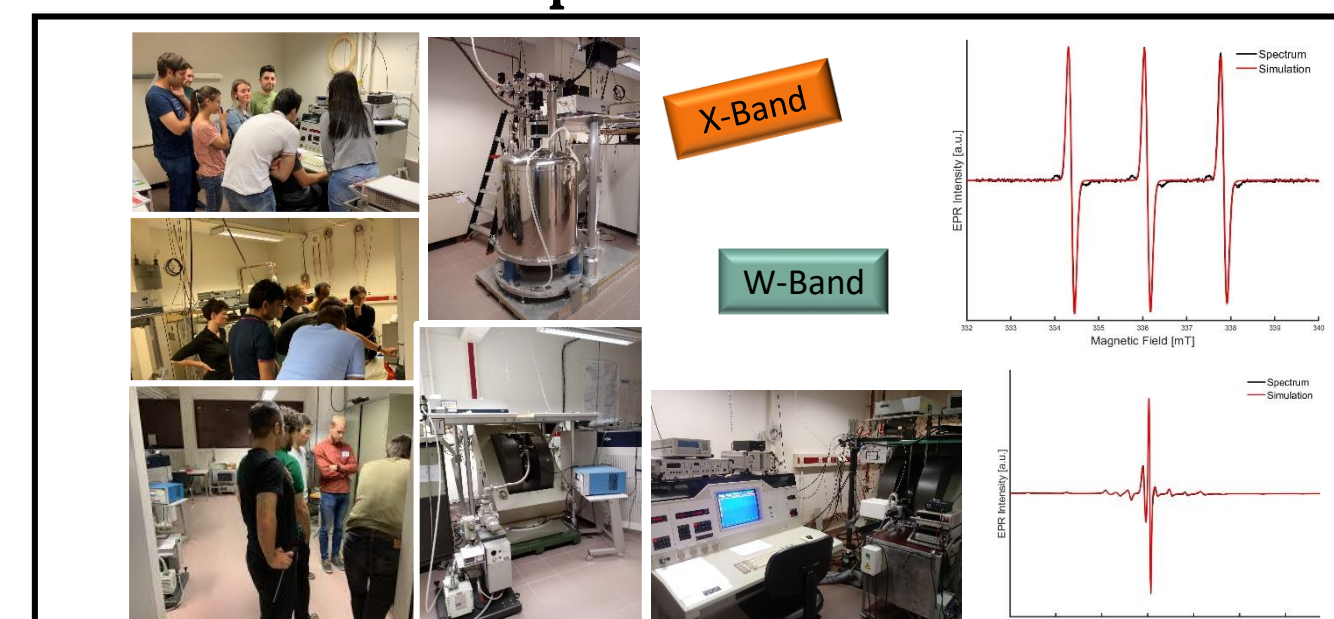 X-Band
W-Band
Spectrum
Simulation
EPR Intensity [a.u.]
332 333 334 335 336 337 338 339 340
Magnetic Field [mT]
Spectrum
Simulation
EPR Intensity [a.u.]